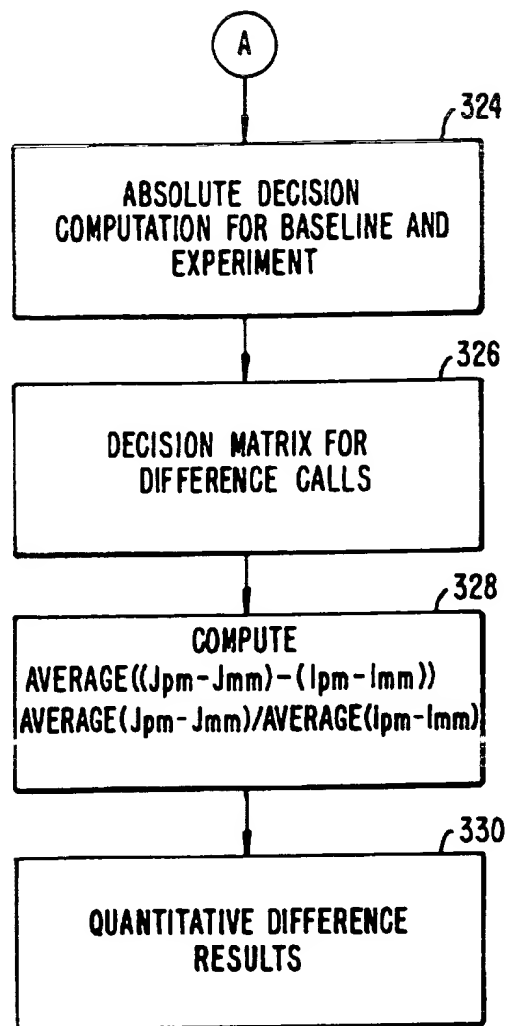 A
324
ABSOLUTE DECISION
COMPUTATION FOR BASELINE AND
EXPERIMENT
326
DECISION MATRIX FOR
DIFFERENCE CALLS
328
COMPUTE
AVERAGE((Jpm-Jmm)-(Ipm-Imm))
AVERAGE(Jpm-Jmm)/AVERAGE(Ipm-Imm)
330
QUANTITATIVE DIFFERENCE
RESULTS